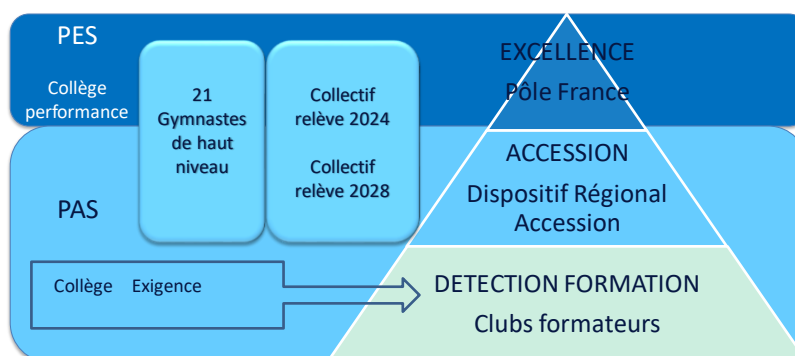 PES
Collège
performance
21
Gymnastes
de haut
niveau
Collectif
relève 2024
Collectif
relève 2028
EXCELLENCE
Pôle France
PAS
ACCESSION
Dispositif Régional
Accession
Collège Exigence
DETECTION FORMATION
Clubs formateurs